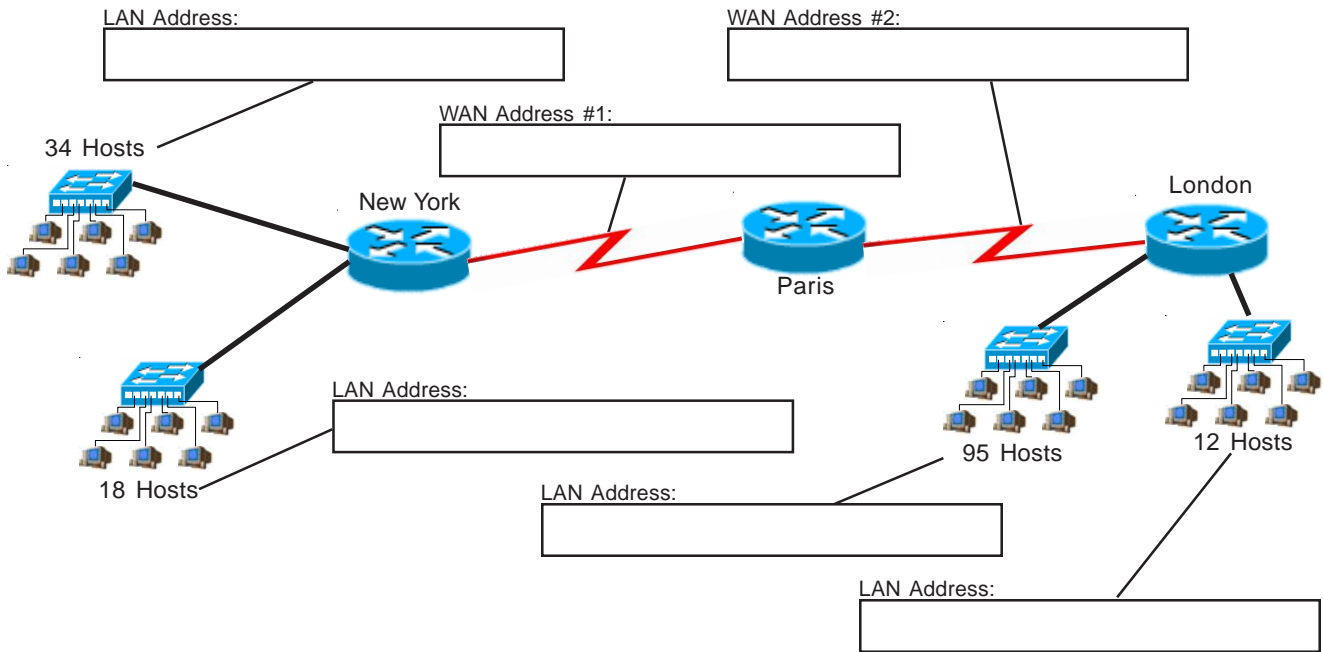 LAN Address:
WAN Address #2:
WAN Address #1:
34 Hosts
New York
London
Paris
LAN Address:
95 Hosts
12 Hosts
18 Hosts
LAN Address:
LAN Address: